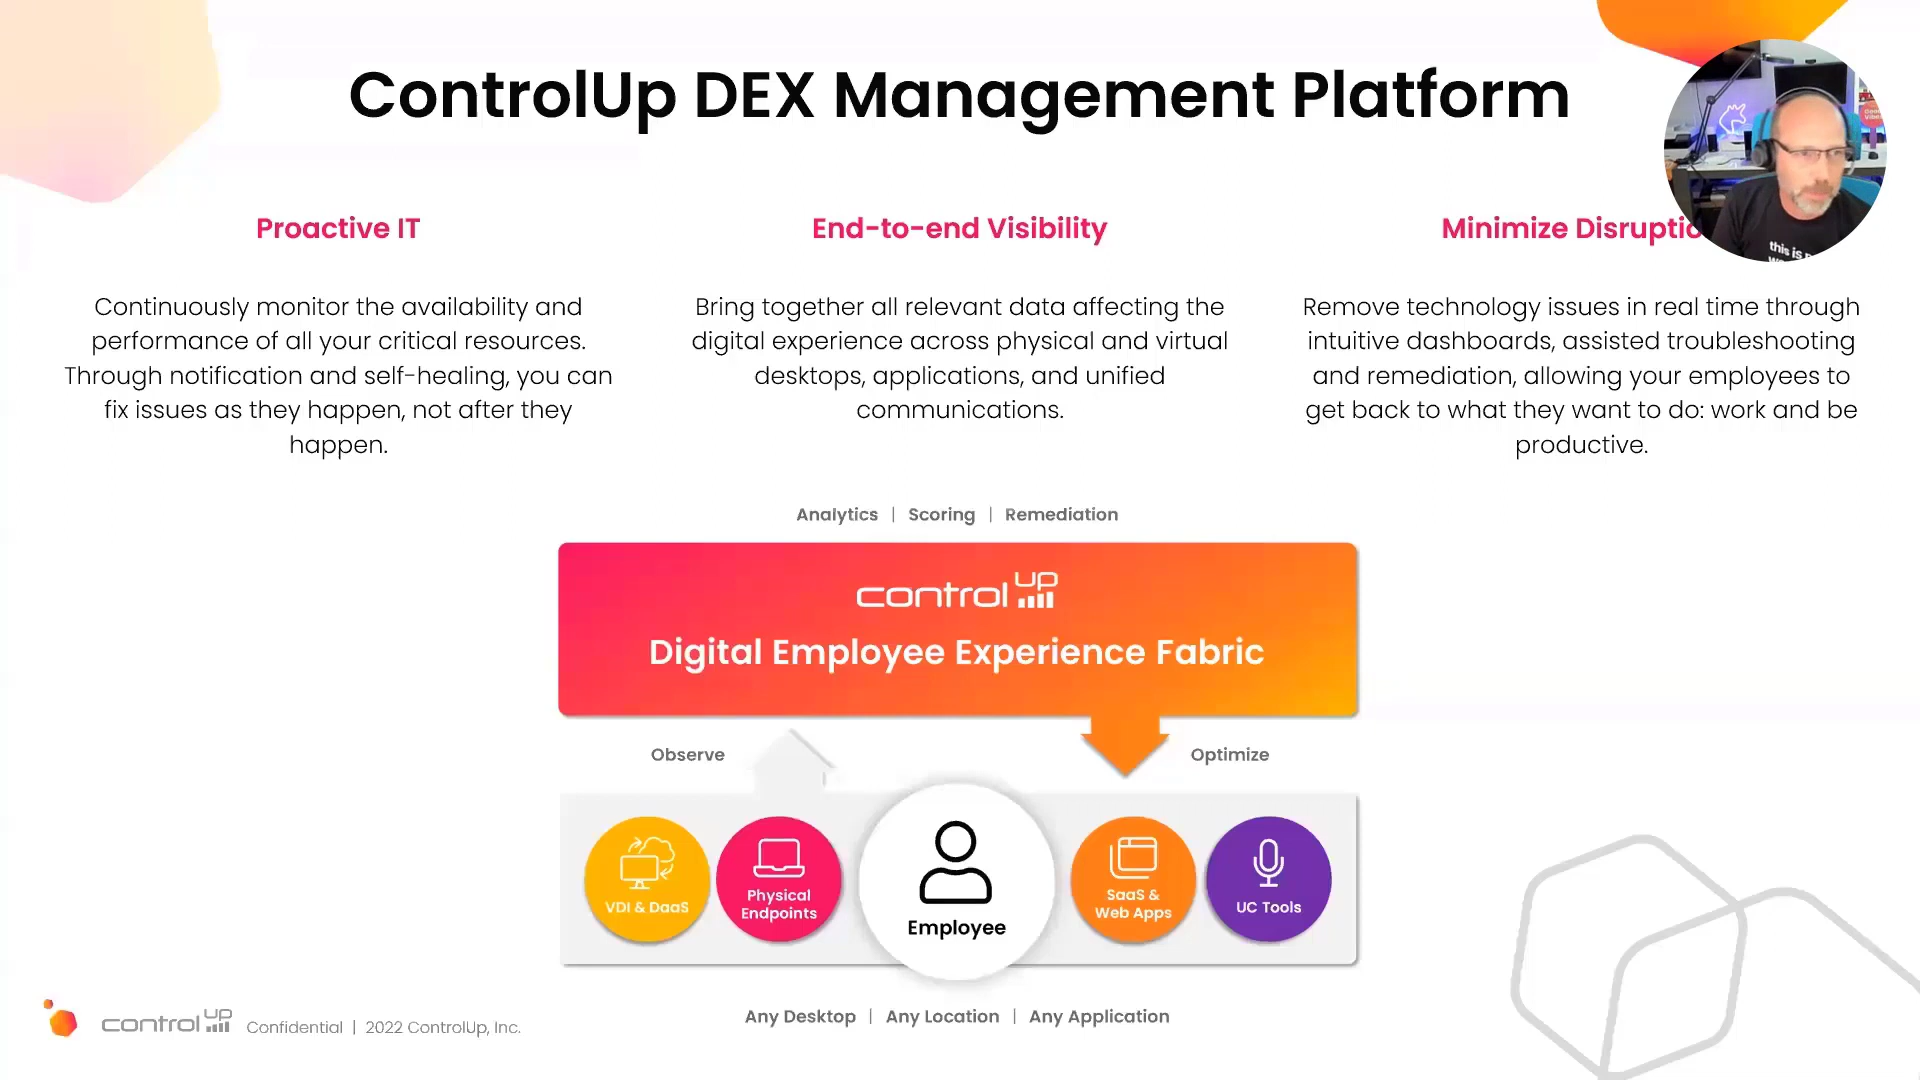 ControlUp DEX Management Platform
Proactive IT
Continuously monitor the availability and
performance of all your critical resources.
Through notification and self-healing, you can
fix issues as they happen, not after they
happen.
End-to-end Visibility
Bring together all relevant data affecting the
digital experience across physical and virtual
desktops, applications, and unified
communications.
Minimize
Remove technology issues in real time through
intuitive dashboards, assisted troubleshooting
and remediation, allowing your employees to
get back to what they want to do: work and be
productive.
this is
Analytics | Scoring | Remediation
control up
Digital Employee Experience Fabric
Observe
Optimize
VDI & DaaS
Physical
Endpoints
Employee
SaaS &
Web Apps
UC Tools
Any Desktop | Any Location | Any Application
control up Confidential | 2022 ControlUp, Inc.